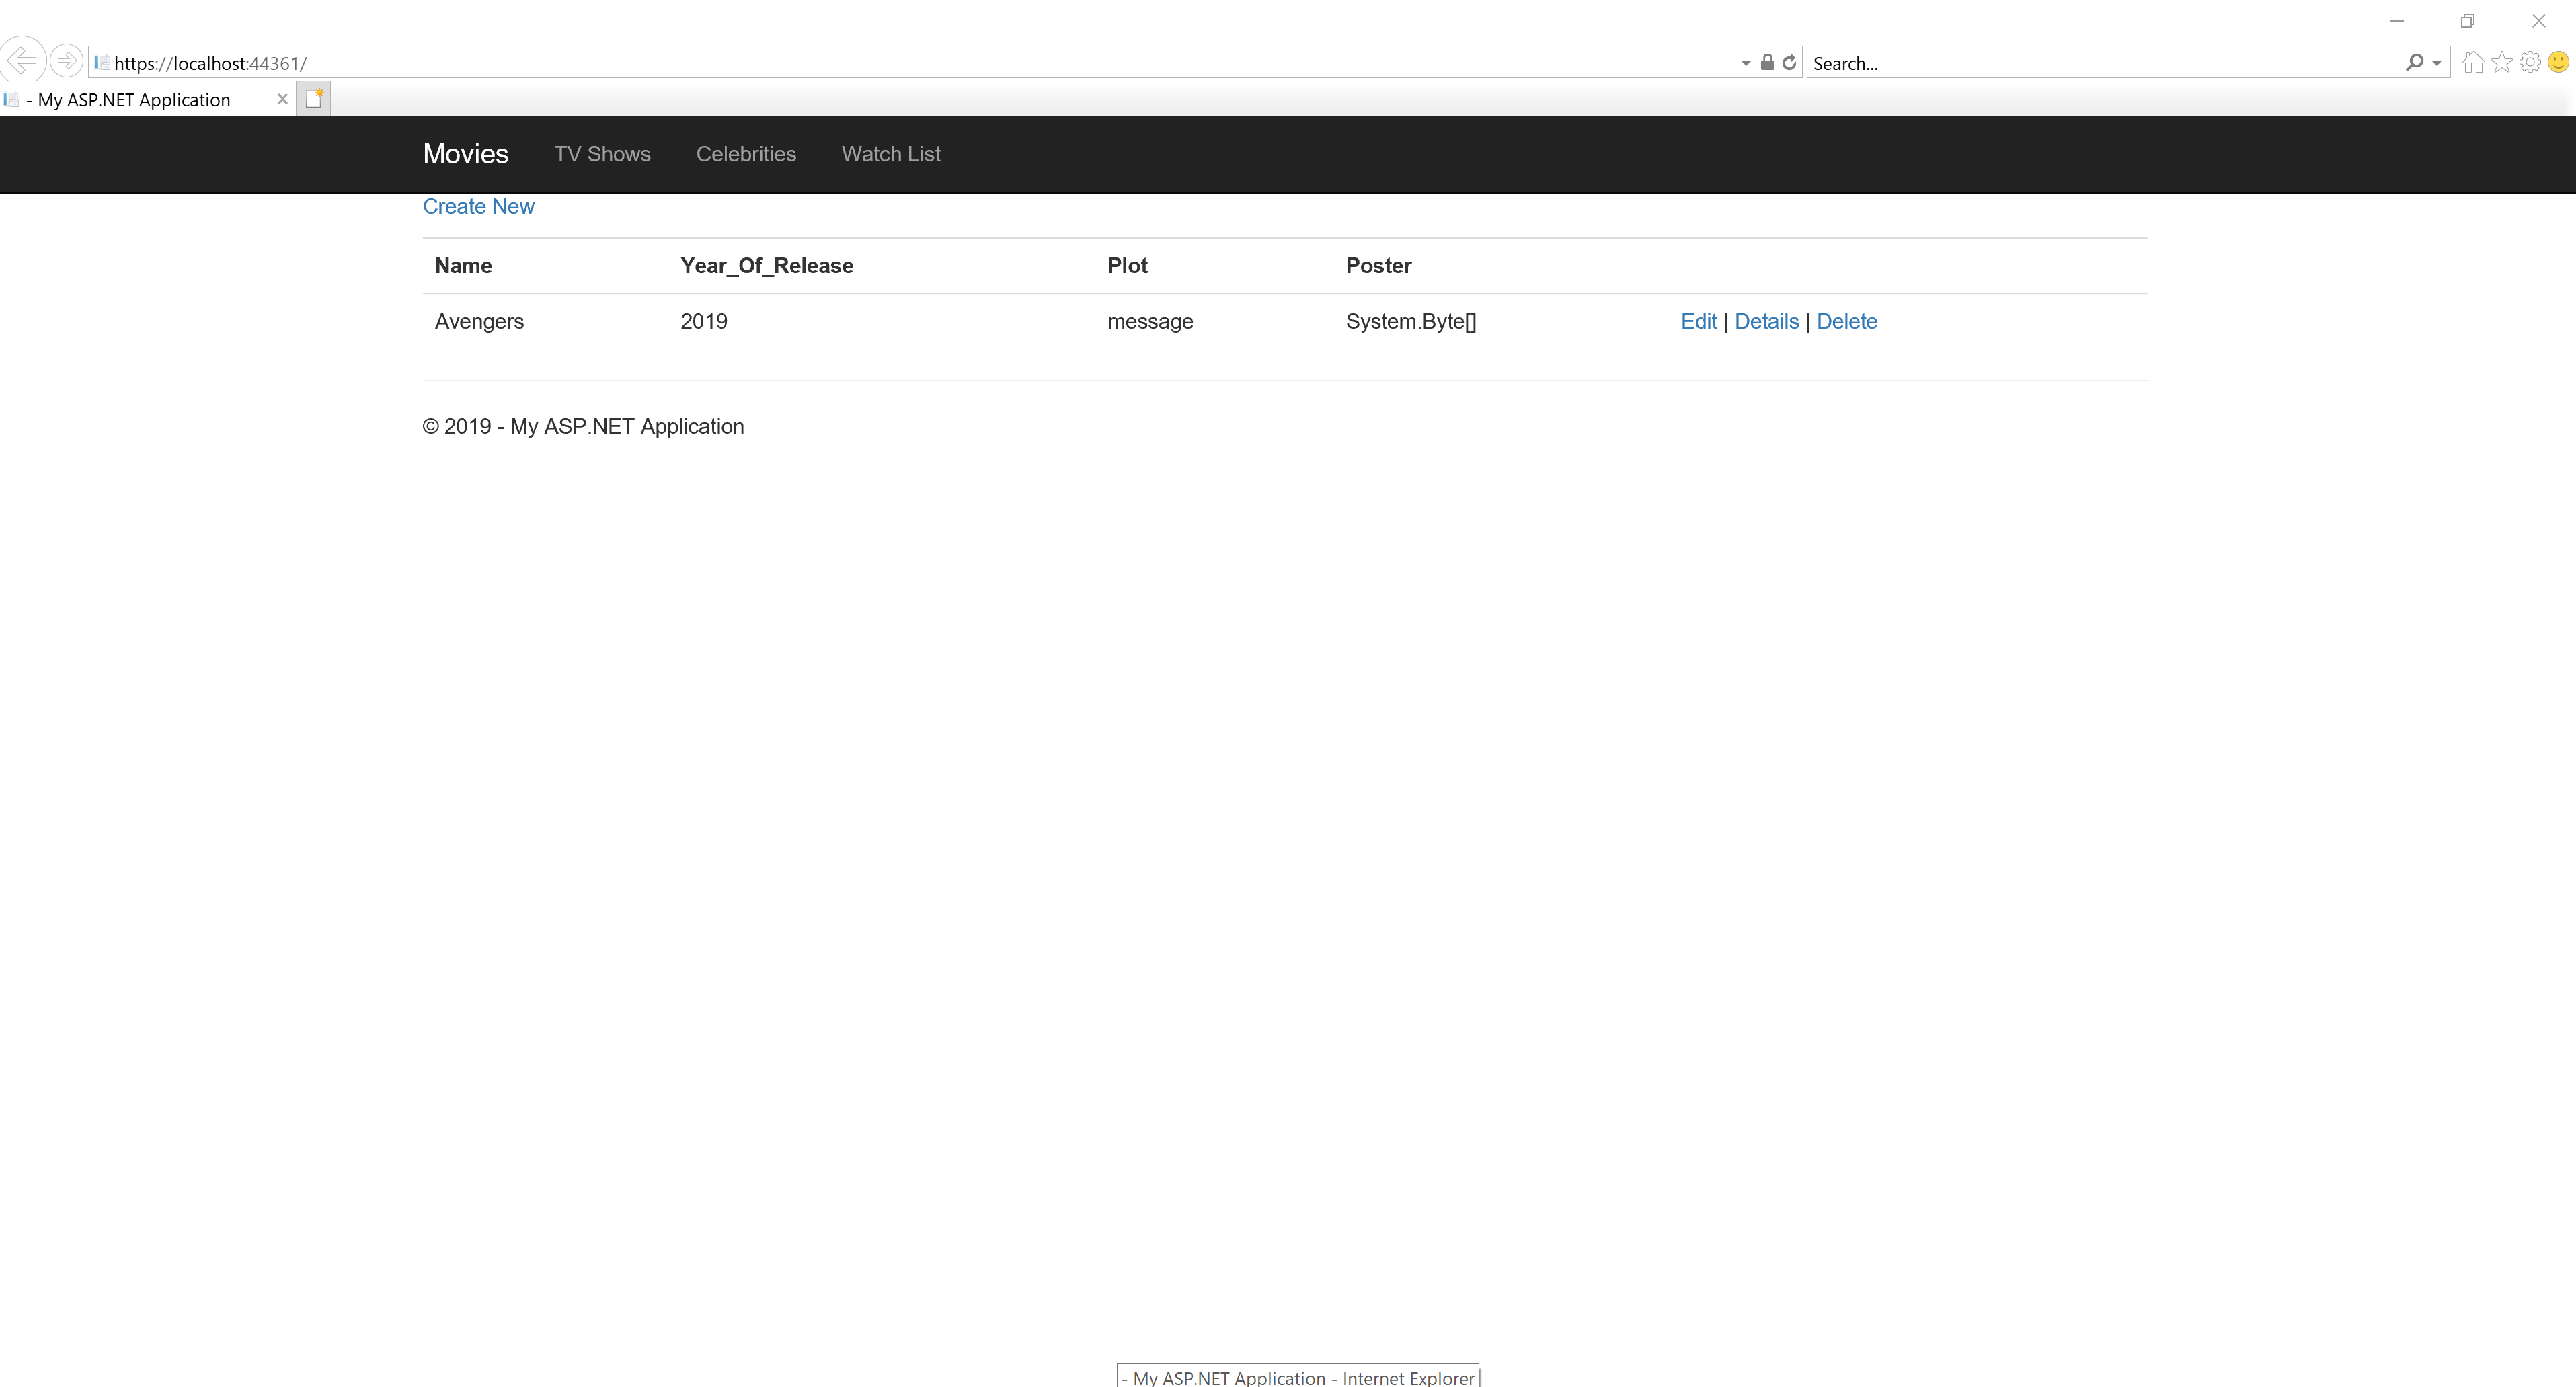 https://localhost:44361/
Search...
- My ASP.NET Application
Movies TV Shows Celebrities Watch List
Create New
Name Year_Of_Release Plot Poster
Avengers 2019 message System.Byte[] Edit | Details | Delete
© 2019 - My ASP.NET Application
- My ASP.NET Application - Internet Explorer